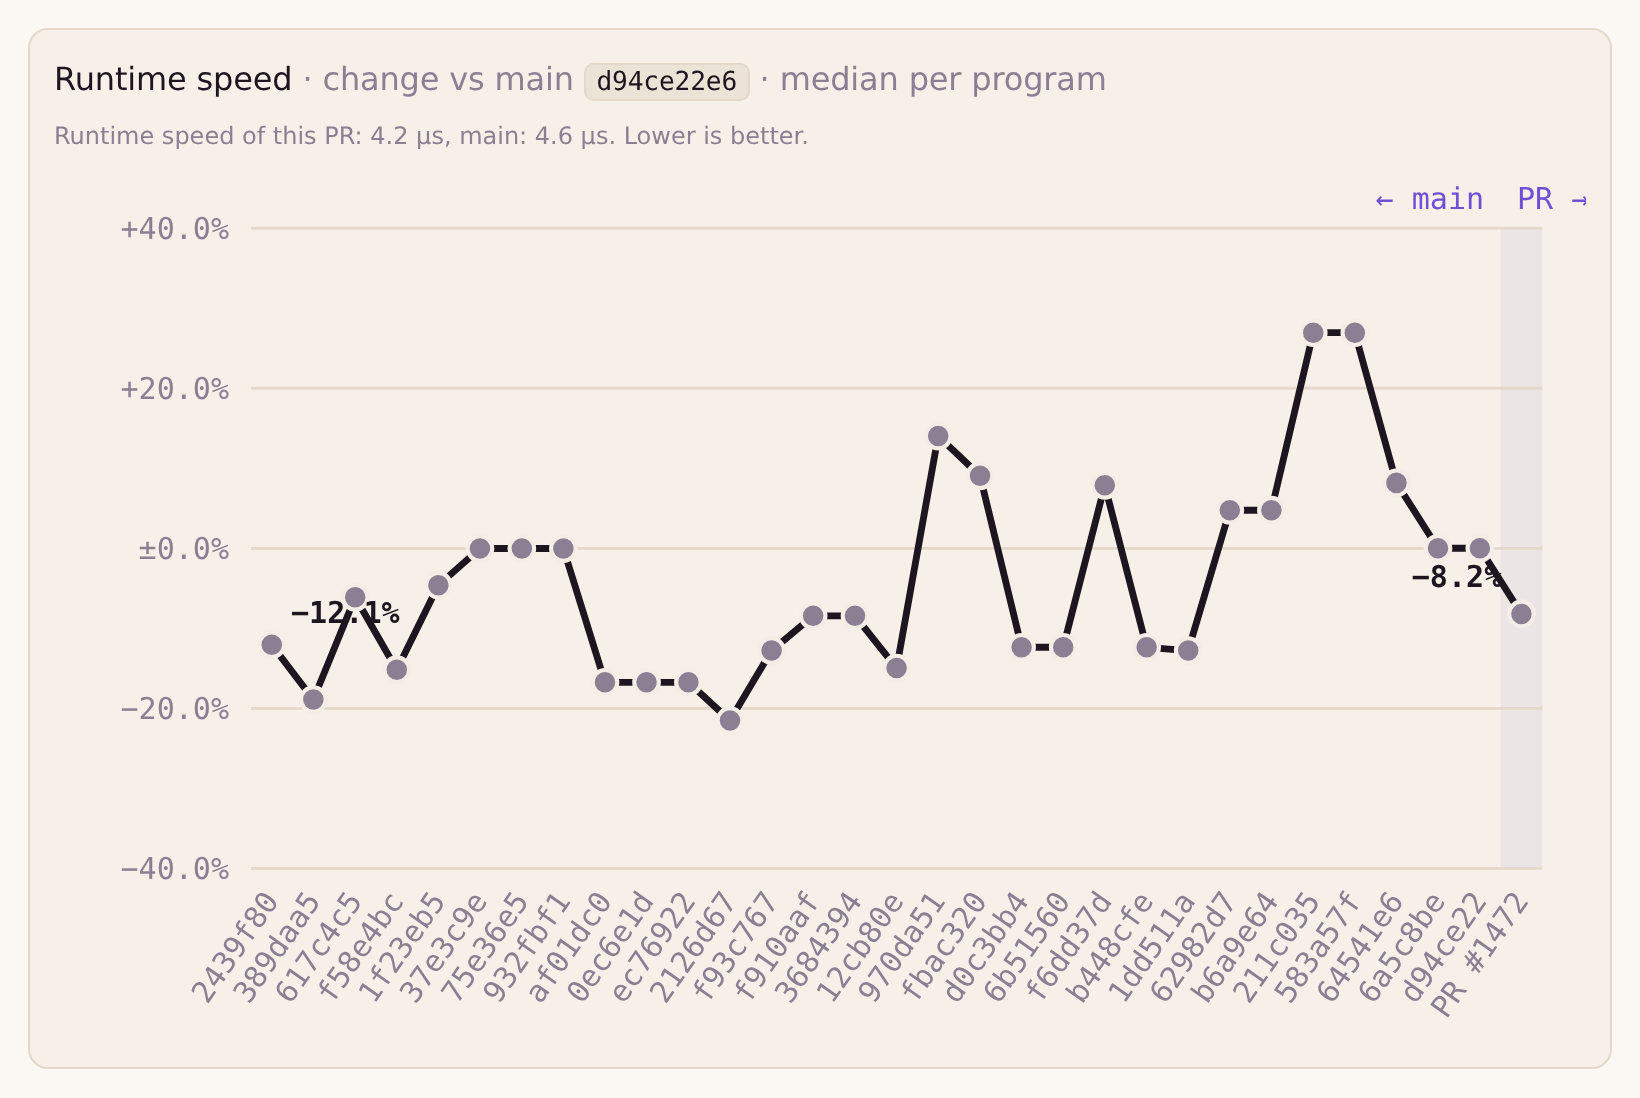 Runtime speed · change vs main d94ce22e6 · median per program
Runtime speed of this PR: 4.2 µs, main: 4.6 µs. Lower is better.
← main PR →
+40.0%
+20.0%
±0.0%
−20.0%
−40.0%
−12.1%
−8.2%
2439f80
389daa5
617c4c5
f58e4bc
1f23eb5
37e3c9e
75e36e5
932fbf1
af01dc0
0ec6e1d
ec76922
2126d67
f93c767
f910aaf
3684394
12cb80e
970da51
fbac320
d0c3bb4
6b51560
f6dd37d
b448cfe
1dd511a
62982d7
b6a9e64
211c035
583a57f
64541e6
6a5c8be
d94ce22
PR #1472